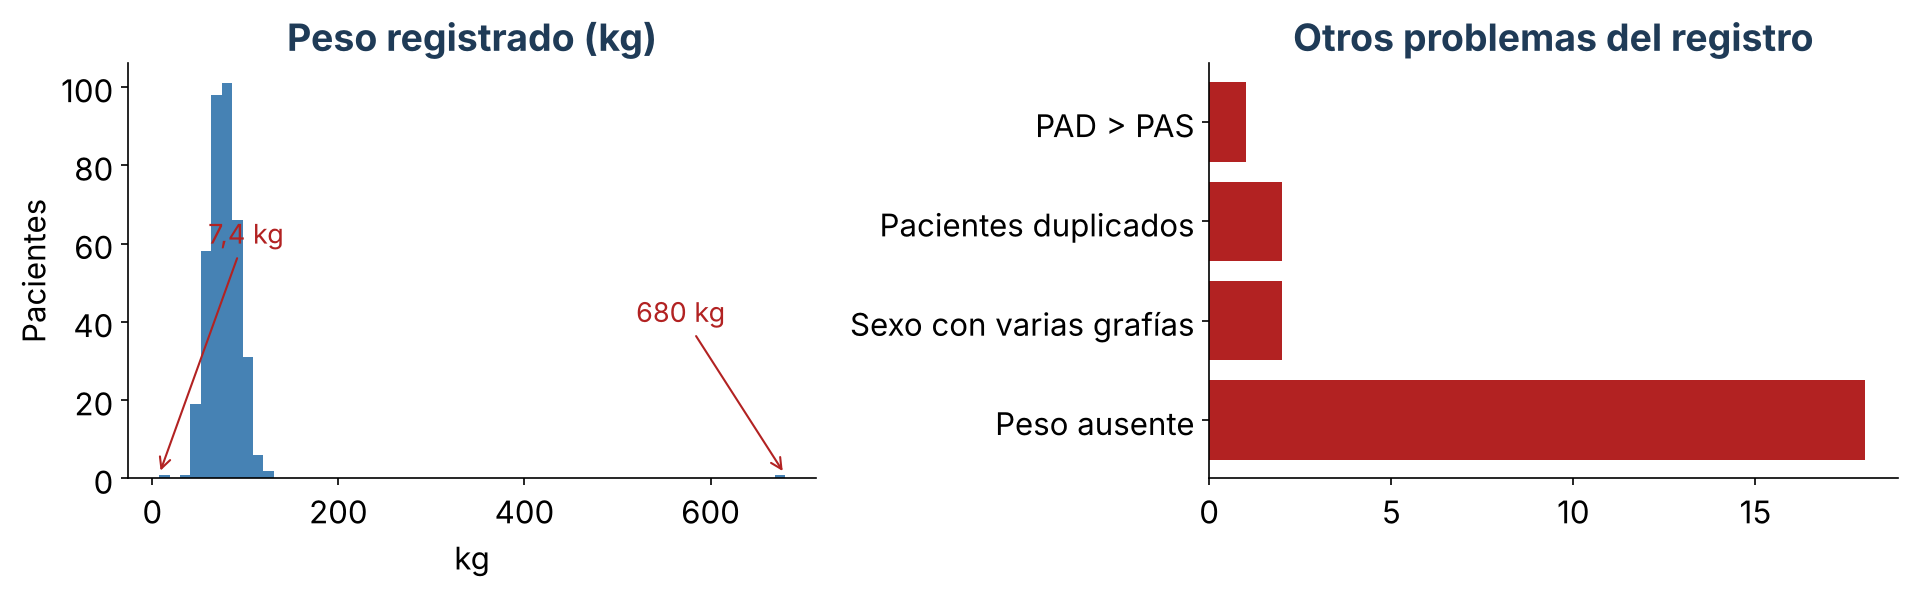 Peso registrado (kg)
Pacientes
100
80
60
40
20
0
7,4 kg
680 kg
0 200 400 600
kg
Otros problemas del registro
PAD > PAS
Pacientes duplicados
Sexo con varias grafías
Peso ausente
0 5 10 15